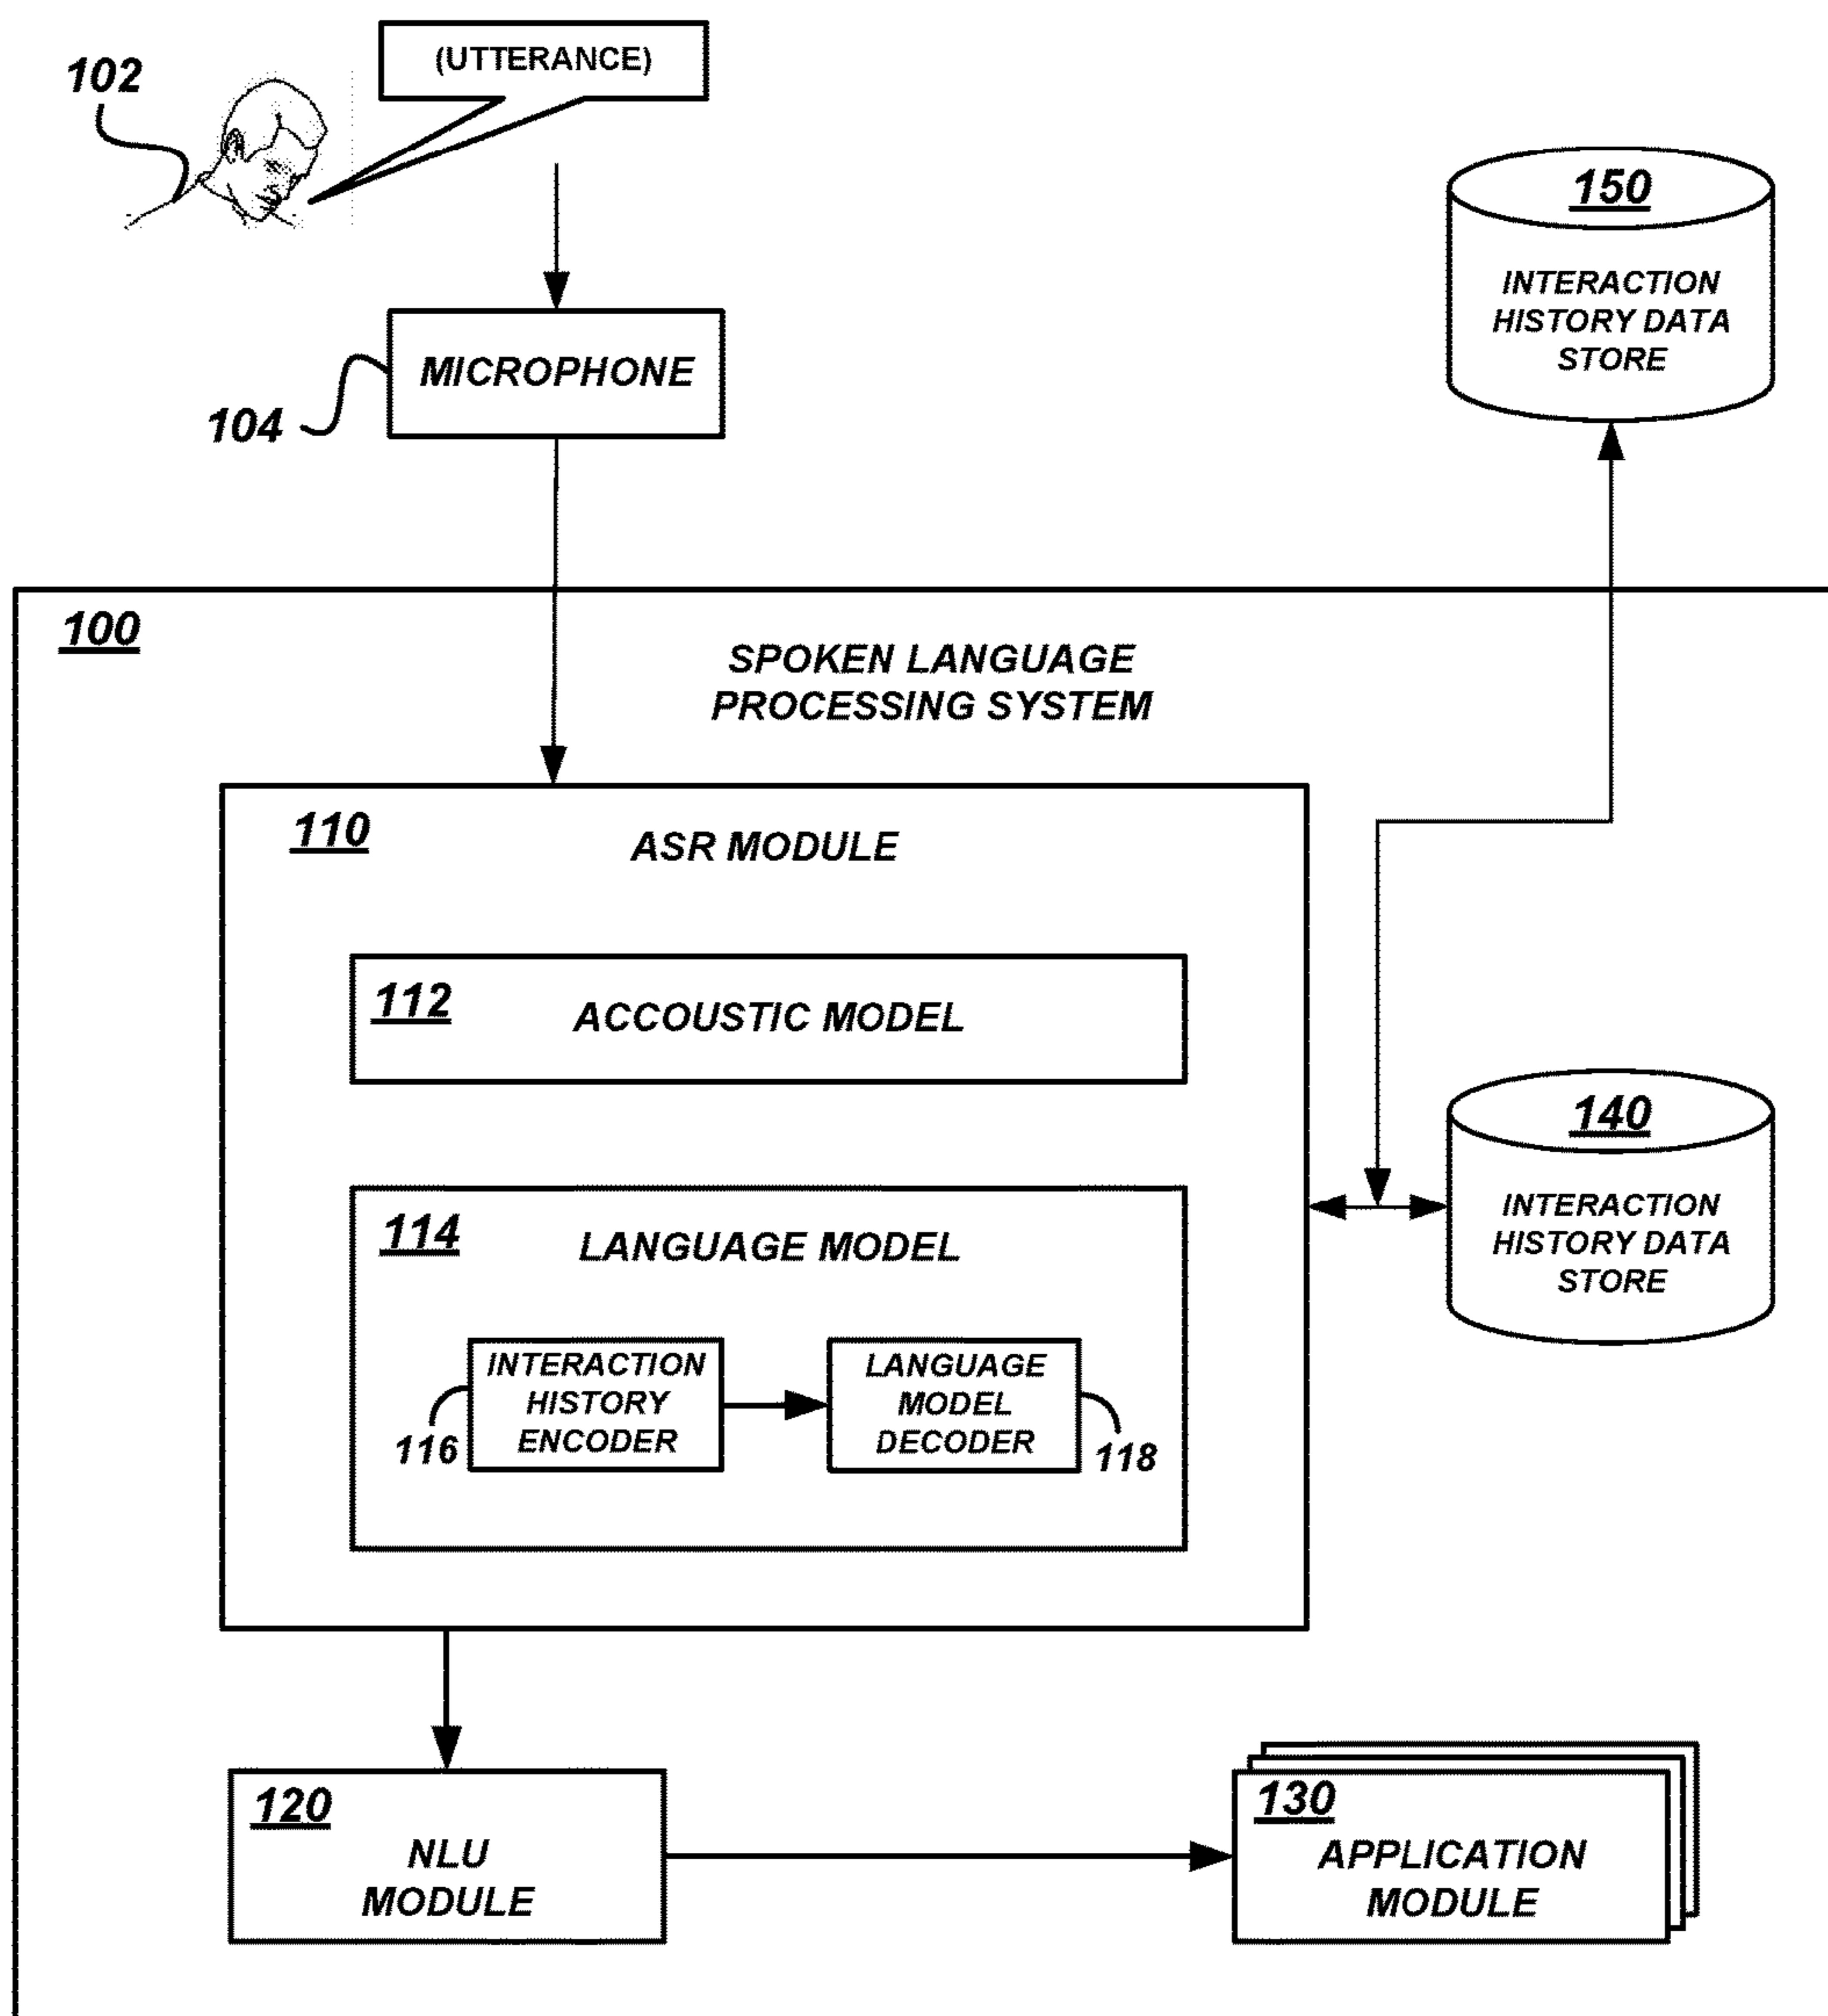 (UTTERANCE)
102
150
INTERACTION
HISTORY DATA
STORE
MICROPHONE
104
100
SPOKEN LANGUAGE
PROCESSING SYSTEM
110
ASR MODULE
112
ACCOUSTIC MODEL
140
INTERACTION
HISTORY DATA
STORE
114
LANGUAGE MODEL
INTERACTION
HISTORY
ENCODER
116
LANGUAGE
MODEL
DECODER
118
120
NLU
MODULE
130
APPLICATION
MODULE